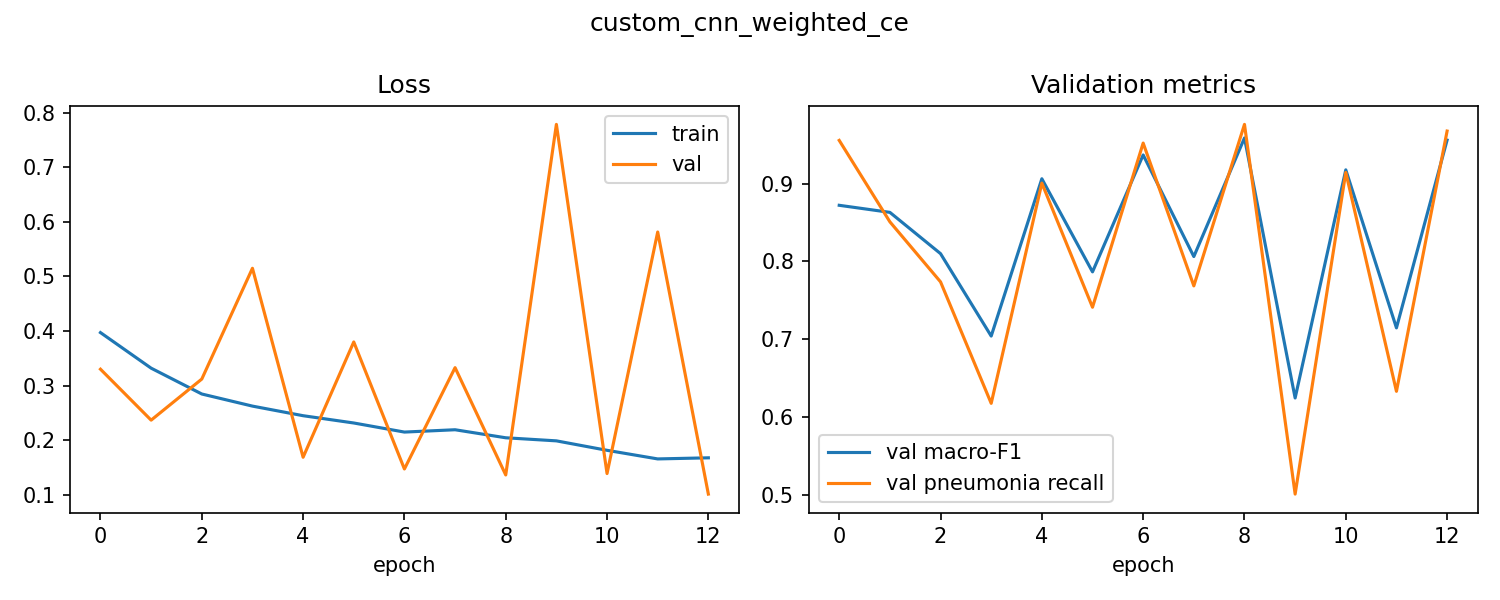 custom_cnn_weighted_ce
Loss
0.8
0.7
0.6
0.5
0.4
0.3
0.2
0.1
train
val
0 2 4 6 8 10 12
epoch
Validation metrics
0.9
0.8
0.7
0.6
0.5
val macro-F1
val pneumonia recall
0 2 4 6 8 10 12
epoch